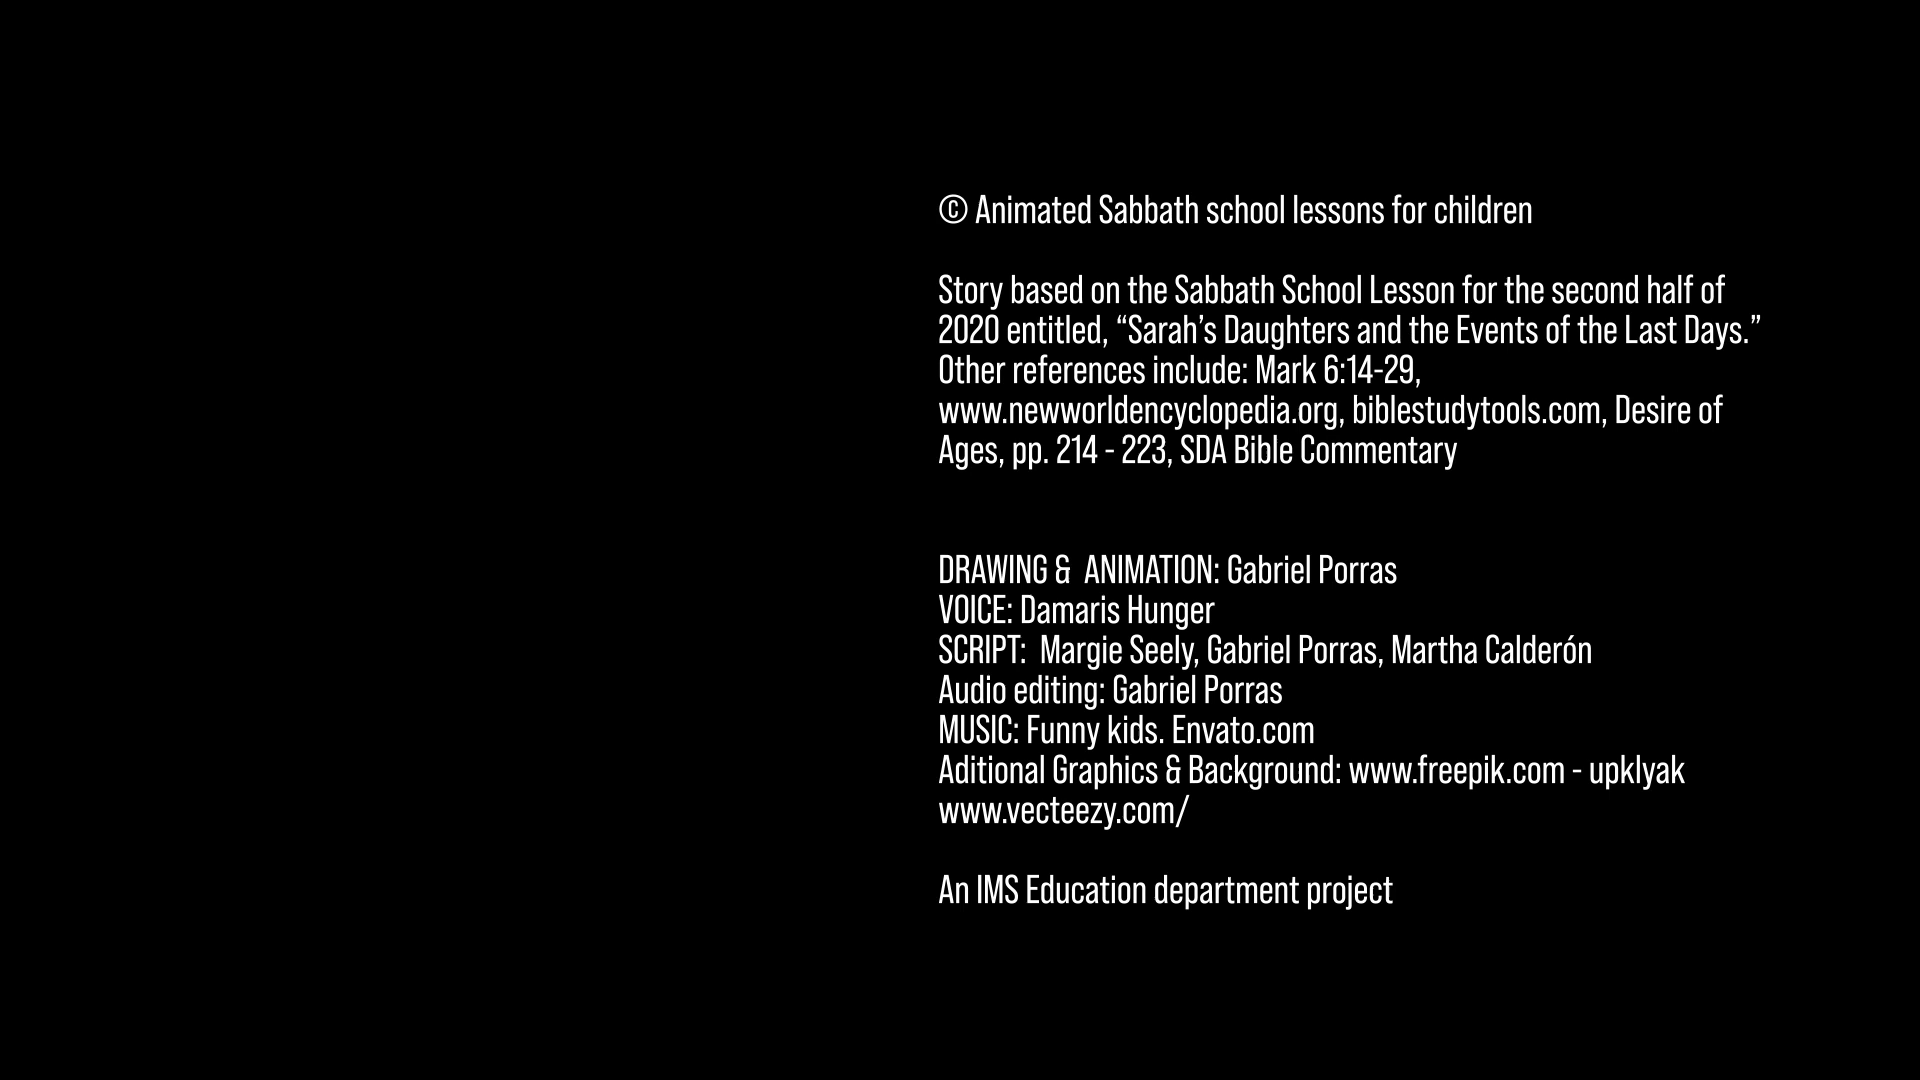 © Animated Sabbath school lessons for children
Story based on the Sabbath School Lesson for the second half of
2020 entitled, “Sarah’s Daughters and the Events of the Last Days.”
Other references include: Mark 6:14-29,
www.newworldencyclopedia.org, biblestudytools.com, Desire of
Ages, pp. 214 - 223, SDA Bible Commentary
DRAWING &  ANIMATION: Gabriel Porras
VOICE: Damaris Hunger
SCRIPT:  Margie Seely, Gabriel Porras, Martha Calderón
Audio editing: Gabriel Porras
MUSIC: Funny kids. Envato.com
Aditional Graphics & Background: www.freepik.com - upklyak
www.vecteezy.com/
An IMS Education department project